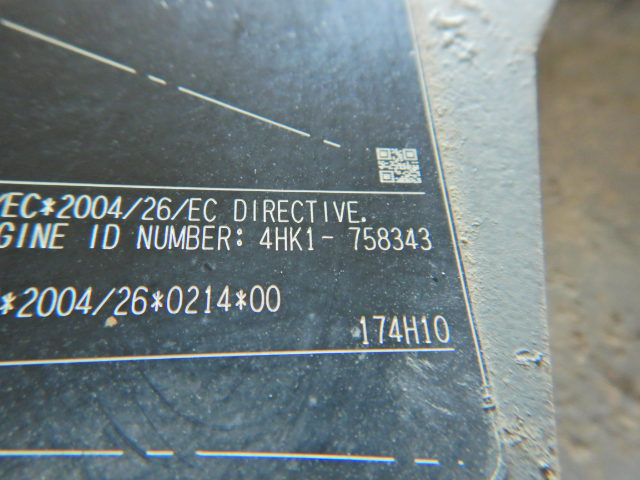 /EC*2004/26/EC DIRECTIVE.
GINE ID NUMBER: 4HK1- 758343
*2004/26*0214*00
174H10